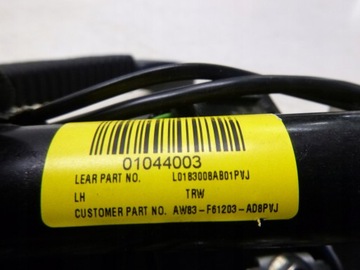 01044003
LEAR PART NO. L0183008AB01PVJ
LH TRW
CUSTOMER PART NO. AW83-F61203-AD8PVJ